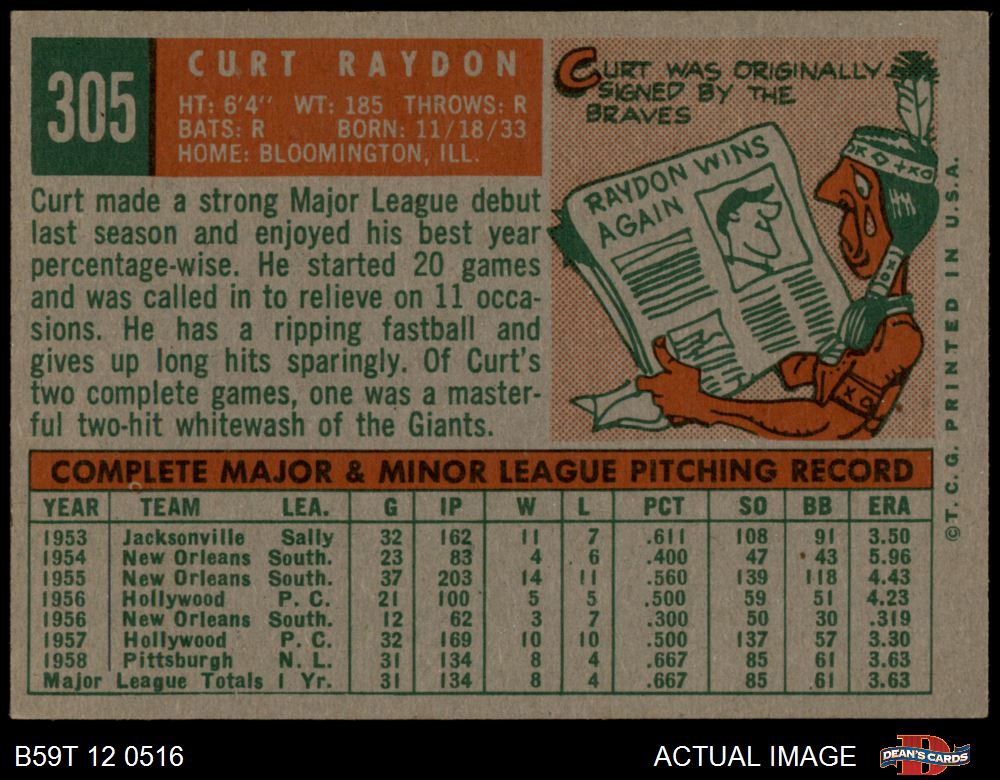 305
CURT RAYDON
HT: 6'4" WT: 185 THROWS: R
BATS: R BORN: 11/18/33
HOME: BLOOMINGTON, ILL.
CURT WAS ORIGINALLY
SIGNED BY THE
BRAVES
RAYDON WINS
AGAIN
Curt made a strong Major League debut
last season and enjoyed his best year
percentage-wise. He started 20 games
and was called in to relieve on 11 occa-
sions. He has a ripping fastball and
gives up long hits sparingly. Of Curt's
two complete games, one was a master-
ful two-hit whitewash of the Giants.
COMPLETE MAJOR & MINOR LEAGUE PITCHING RECORD
YEAR TEAM LEA. G IP W L PCT SO BB ERA
1953 Jacksonville Sally 32 162 11 7 .611 108 91 3.50
1954 New Orleans South. 23 83 4 6 .400 47 43 5.96
1955 New Orleans South. 37 203 14 11 .560 139 118 4.43
1956 Hollywood P. C. 21 100 5 5 .500 59 51 4.23
1956 New Orleans South. 12 62 3 7 .300 50 30 .319
1957 Hollywood P. C. 32 169 10 10 .500 137 57 3.30
1958 Pittsburgh N. L. 31 134 8 4 .667 85 61 3.63
Major League Totals 1 Yr. 31 134 8 4 .667 85 .61 3.63
©T. C. G. PRINTED IN U.S.A.
B59T 12 0516
ACTUAL IMAGE
DEAN'S CARDS